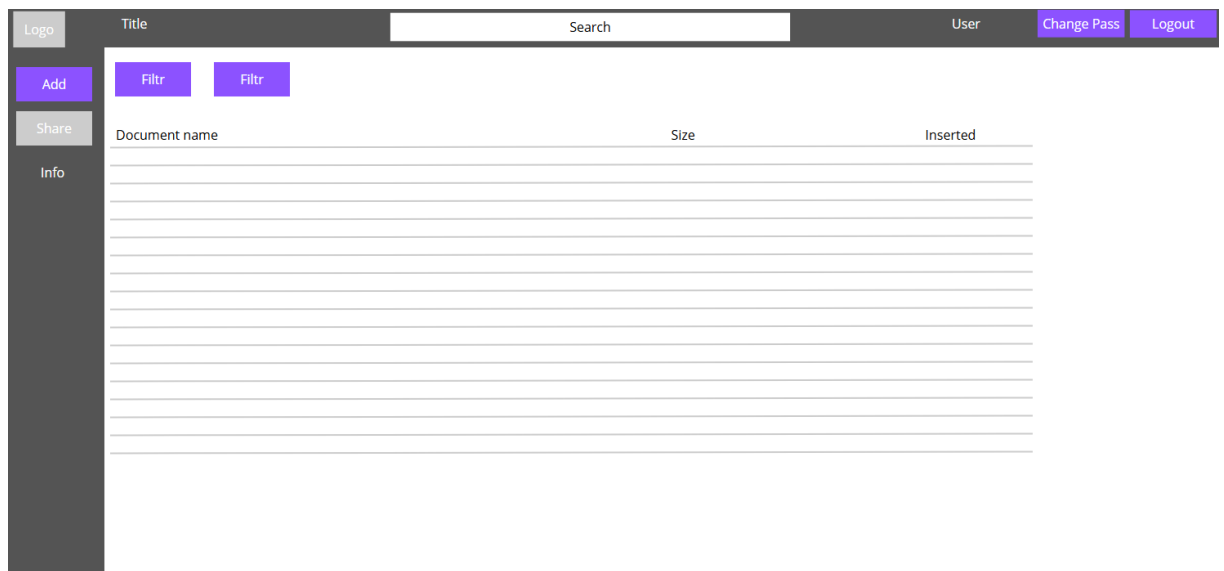 Logo
Title
Search
User
Change Pass
Logout
Add
Filtr
Filtr
Share
Document name
Size
Inserted
Info